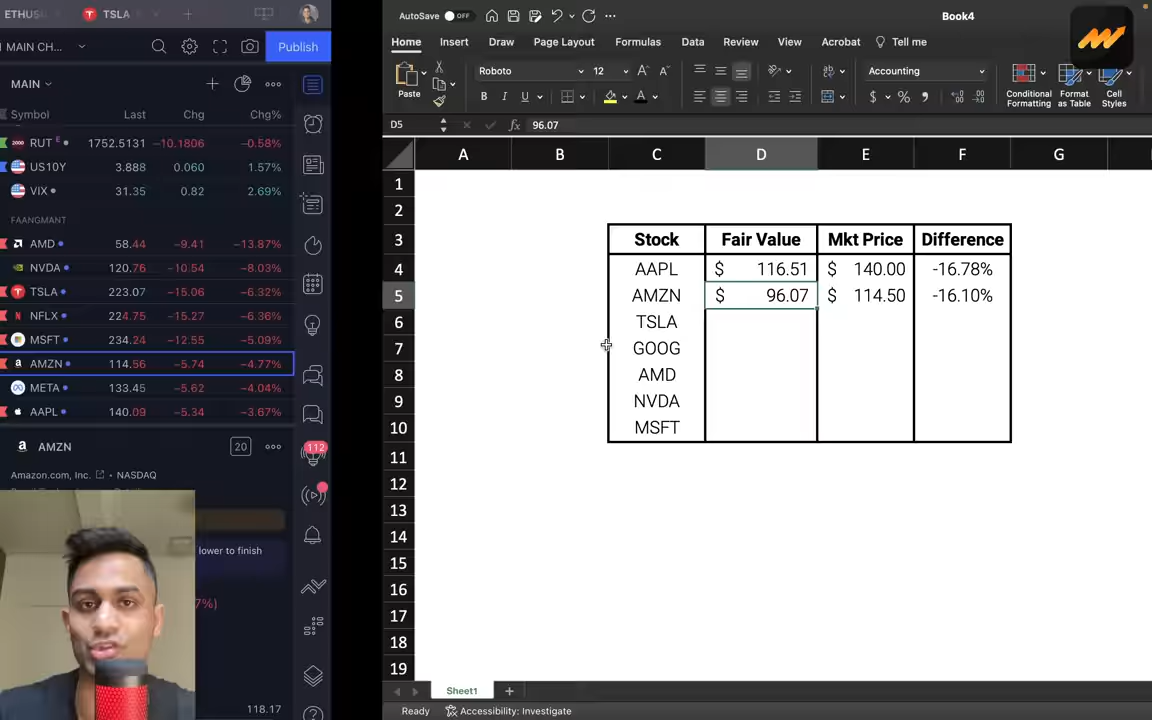 ETHUS
TSLA
MAIN CH...
Publish
MAIN
Symbol Last Chg Chg%
RUT E 1752.5131 −10.1806 −0.58%
US10Y 3.888 0.060 1.57%
VIX 31.35 0.82 2.69%
FAANGMANT
AMD 58.44 −9.41 −13.87%
NVDA 120.76 −10.54 −8.03%
TSLA 223.07 −15.06 −6.32%
NFLX 224.75 −15.27 −6.36%
MSFT 234.24 −12.55 −5.09%
AMZN 114.56 −5.74 −4.77%
META 133.45 −5.62 −4.04%
AAPL 140.09 −5.34 −3.67%
112
AMZN 20
Amazon.com, Inc. • NASDAQ
lower to finish
7%)
118.17
AutoSave OFF
Book4
Home Insert Draw Page Layout Formulas Data Review View Acrobat Tell me
Paste
Roboto 12
B I U
A
Accounting
$ % ,
Conditional Formatting
Format as Table
Cell Styles
D5 fx 96.07
A B C D E F G
1
2
3 Stock Fair Value Mkt Price Difference
4 AAPL $ 116.51 $ 140.00 -16.78%
5 AMZN $ 96.07 $ 114.50 -16.10%
6 TSLA
7 GOOG
8 AMD
9 NVDA
10 MSFT
11
12
13
14
15
16
17
18
19
Sheet1 +
Ready Accessibility: Investigate